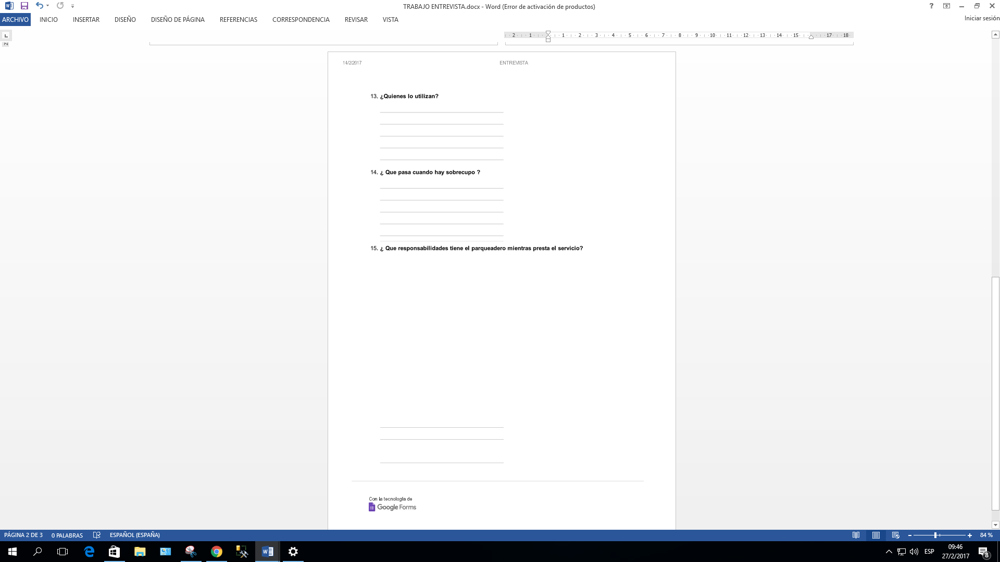 TRABAJO ENTREVISTA.docx - Word (Error de activación de productos)
ARCHIVO INICIO INSERTAR DISEÑO DISEÑO DE PÁGINA REFERENCIAS CORRESPONDENCIA REVISAR VISTA
Iniciar sesión
2 1 1 2 3 4 5 6 7 8 9 10 11 12 13 14 15 17 18
2
14/2/2017 ENTREVISTA
13. ¿Quienes lo utilizan?
14. ¿ Que pasa cuando hay sobrecupo ?
15. ¿ Que responsabilidades tiene el parqueadero mientras presta el servicio?
Con la tecnología de
Google Forms
PÁGINA 2 DE 3 0 PALABRAS ESPAÑOL (ESPAÑA) 84 %
ESP
09:46
27/2/2017
8